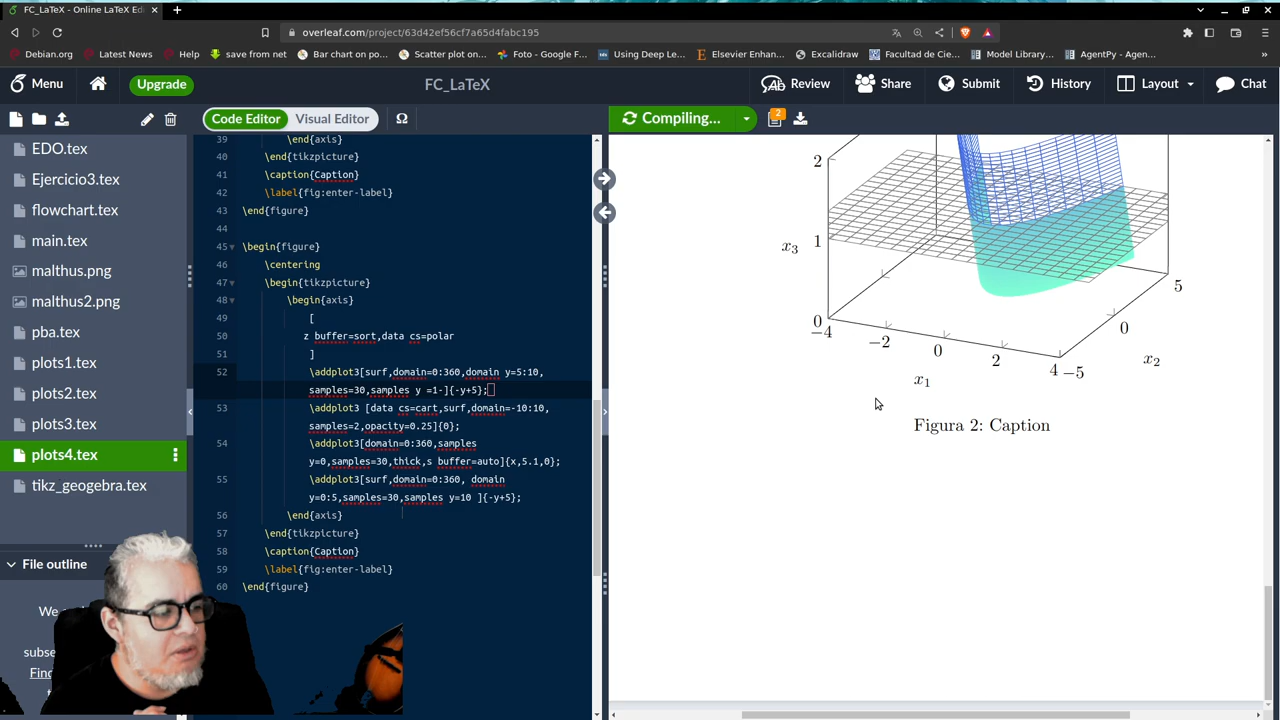 FC_LaTeX - Online LaTeX Edi
overleaf.com/project/63d42ef56cf7a65d4fabc195
Debian.org
Latest News
Help
save from net
Bar chart on po...
Scatter plot on...
Foto - Google F...
Using Deep Le...
Elsevier Enhan...
Excalidraw
Facultad de Cie...
Model Library...
AgentPy - Agen...
Menu
Upgrade
FC_LaTeX
Review
Share
Submit
History
Layout
Chat
Code Editor
Visual Editor
Ω
Compiling...
2
EDO.tex
Ejercicio3.tex
flowchart.tex
main.tex
malthus.png
malthus2.png
pba.tex
plots1.tex
plots2.tex
plots3.tex
plots4.tex
tikz_geogebra.tex
File outline
We
subse
Find
39 \end{axis}
40 \end{tikzpicture}
41 \caption{Caption}
42 \label{fig:enter-label}
43 \end{figure}
44
45 \begin{figure}
46 \centering
47 \begin{tikzpicture}
48 \begin{axis}
49 [
50 z buffer=sort,data cs=polar
51 ]
52 \addplot3[surf,domain=0:360,domain y=5:10,
samples=30,samples y =1-]{-y+5};
53 \addplot3 [data cs=cart,surf,domain=-10:10,
samples=2,opacity=0.25]{0};
54 \addplot3[domain=0:360,samples
y=0,samples=30,thick,s buffer=auto]{x,5.1,0};
55 \addplot3[surf,domain=0:360, domain
y=0:5,samples=30,samples y=10 ]{-y+5};
56 \end{axis}
57 \end{tikzpicture}
58 \caption{Caption}
59 \label{fig:enter-label}
60 \end{figure}
2
1
x3
0
−4
−2
0
2
4
−5
0
5
x1
x2
Figura 2: Caption